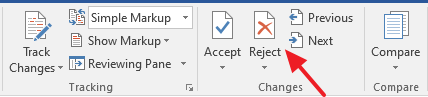 Track
Changes
Simple Markup
Show Markup
Reviewing Pane
Tracking
Accept
Reject
Previous
Next
Changes
Compare
Compare